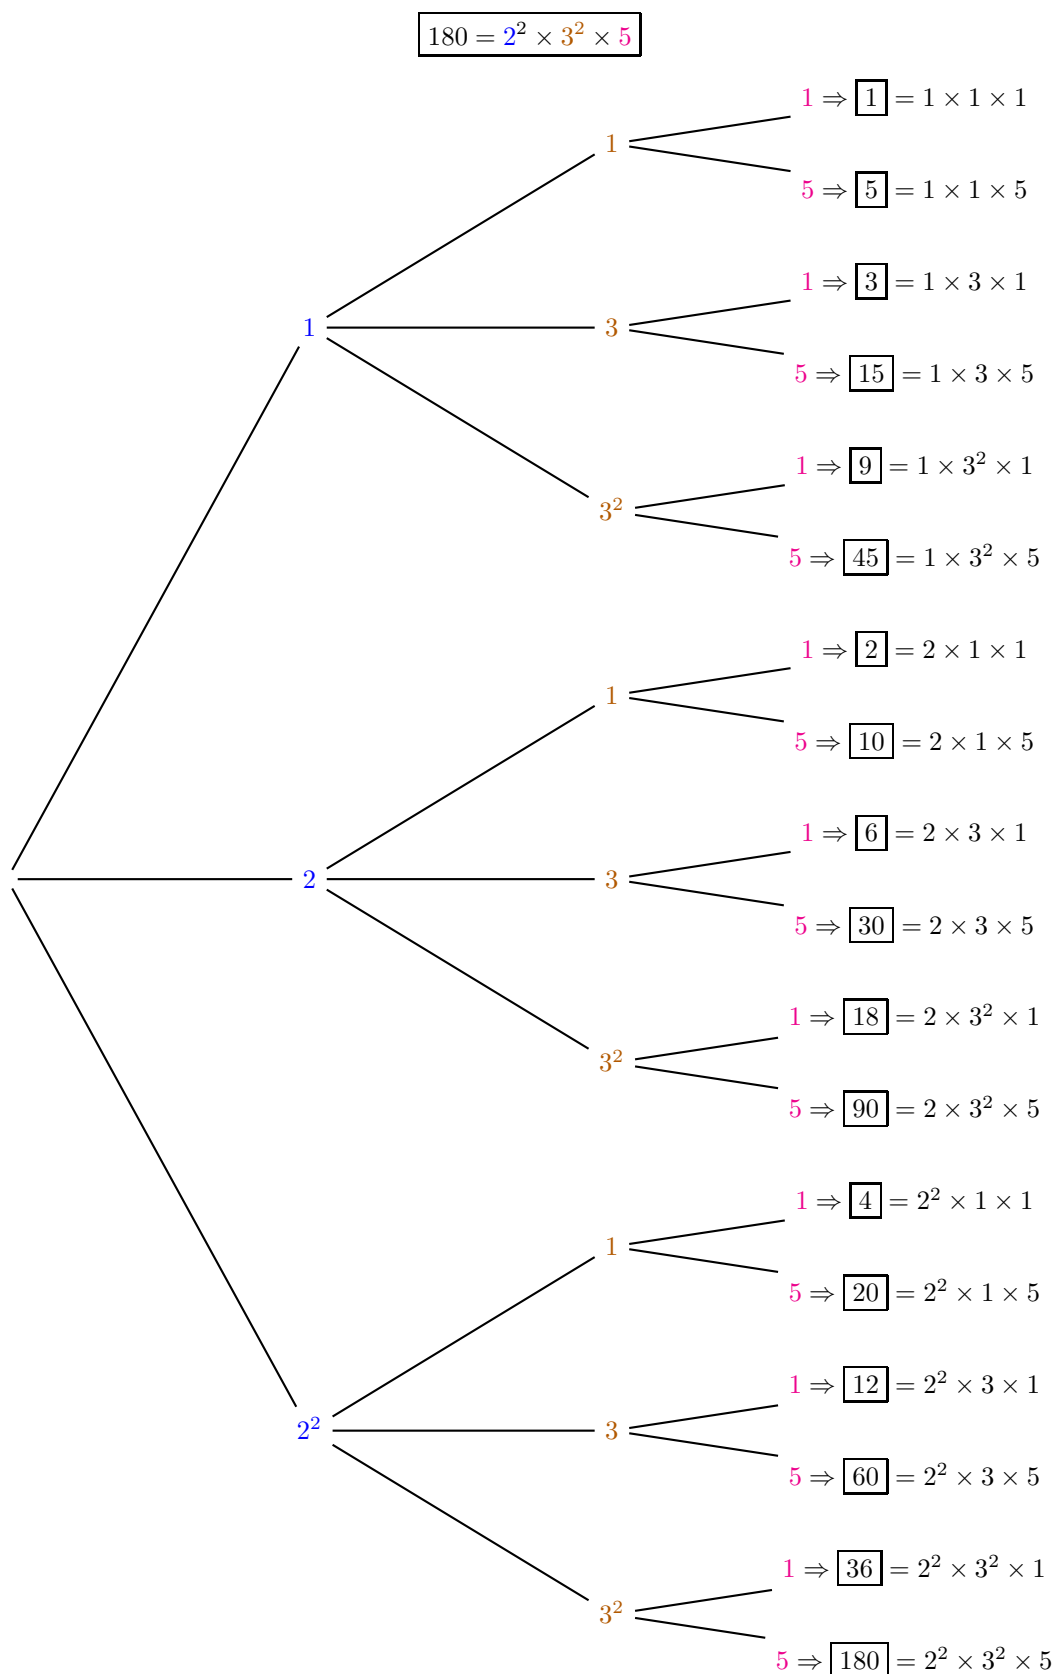 180 = 2² × 3² × 5
1 ⇒ 1 = 1 × 1 × 1
1
5 ⇒ 5 = 1 × 1 × 5
1 ⇒ 3 = 1 × 3 × 1
1 3
5 ⇒ 15 = 1 × 3 × 5
1 ⇒ 9 = 1 × 3² × 1
3²
5 ⇒ 45 = 1 × 3² × 5
1 ⇒ 2 = 2 × 1 × 1
1
5 ⇒ 10 = 2 × 1 × 5
1 ⇒ 6 = 2 × 3 × 1
2 3
5 ⇒ 30 = 2 × 3 × 5
1 ⇒ 18 = 2 × 3² × 1
3²
5 ⇒ 90 = 2 × 3² × 5
1 ⇒ 4 = 2² × 1 × 1
1
5 ⇒ 20 = 2² × 1 × 5
1 ⇒ 12 = 2² × 3 × 1
2² 3
5 ⇒ 60 = 2² × 3 × 5
1 ⇒ 36 = 2² × 3² × 1
3²
5 ⇒ 180 = 2² × 3² × 5